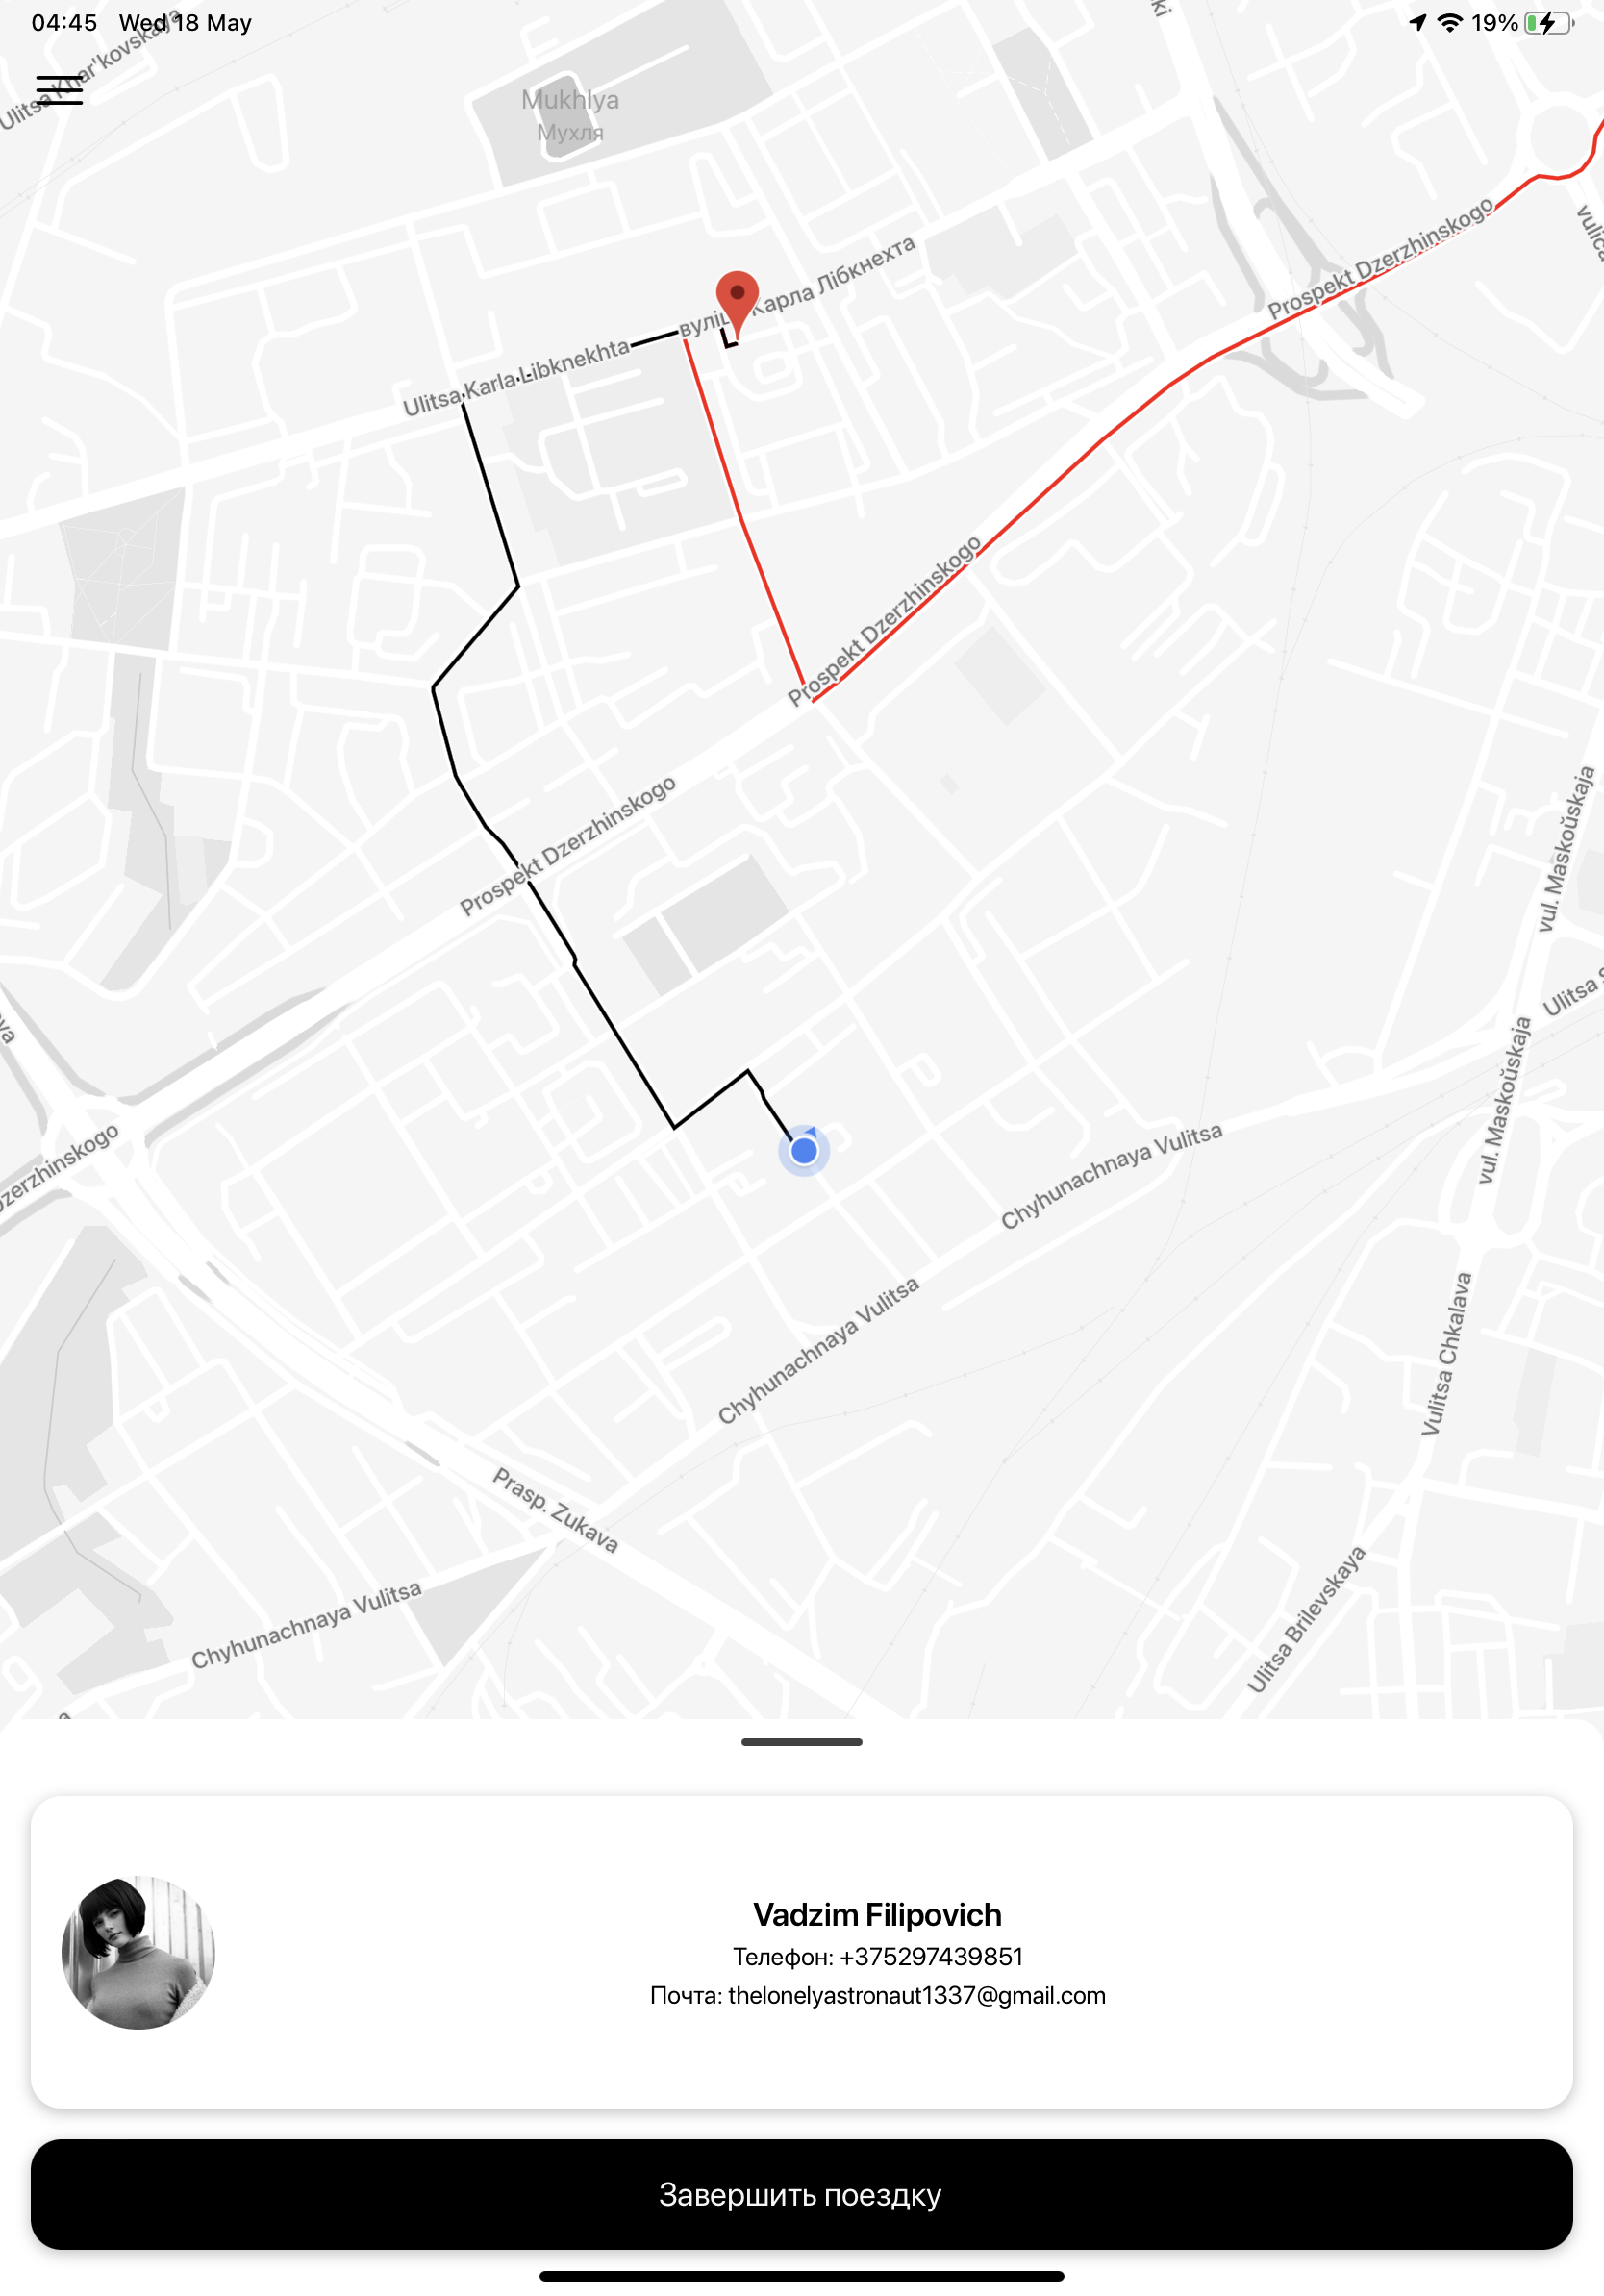 04:45 Wed 18 May
19%
Ulitsa Khar'kovskaya
Mukhlya
Мухля
вуліца Карла Лібкнехта
Ulitsa Karla Libknekhta
Prospekt Dzerzhinskogo
Prospekt Dzerzhinskogo
Prospekt Dzerzhinskogo
Dzerzhinskogo
vul. Maskoŭskaja
vul. Maskoŭskaja
Ulitsa
Chyhunachnaya Vulitsa
Chyhunachnaya Vulitsa
Vulitsa Chkalava
Prasp. Zukava
Ulitsa Brilevskaya
Chyhunachnaya Vulitsa
Vadzim Filipovich
Телефон: +375297439851
Почта: thelonelyastronaut1337@gmail.com
Завершить поездку